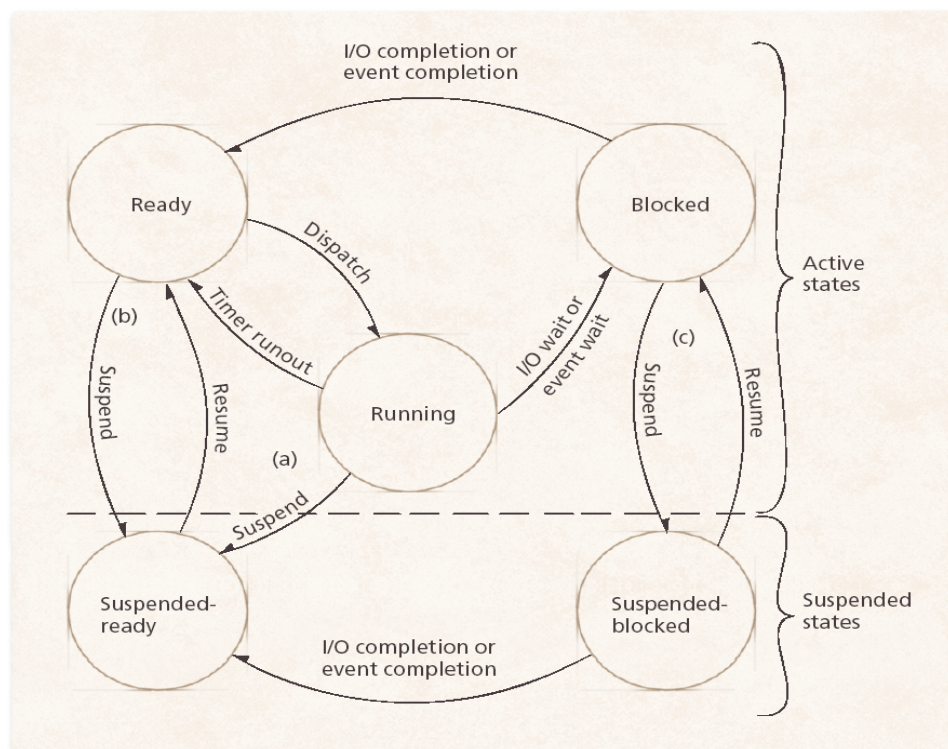 I/O completion or
event completion
Ready
Blocked
Dispatch
Active
states
(b)
Timer runout
I/O wait or
event wait
(c)
Suspend
Resume
Running
Suspend
Resume
(a)
Suspend
Suspended-
ready
Suspended-
blocked
Suspended
states
I/O completion or
event completion